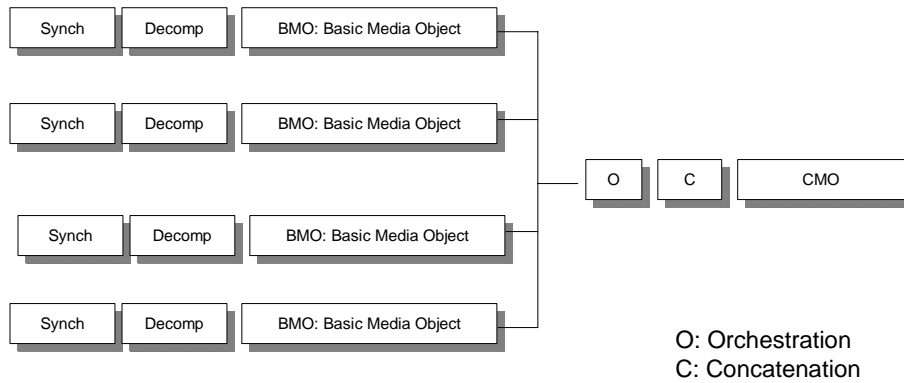 Synch Decomp BMO: Basic Media Object
Synch Decomp BMO: Basic Media Object
O C CMO
Synch Decomp BMO: Basic Media Object
Synch Decomp BMO: Basic Media Object
O: Orchestration
C: Concatenation